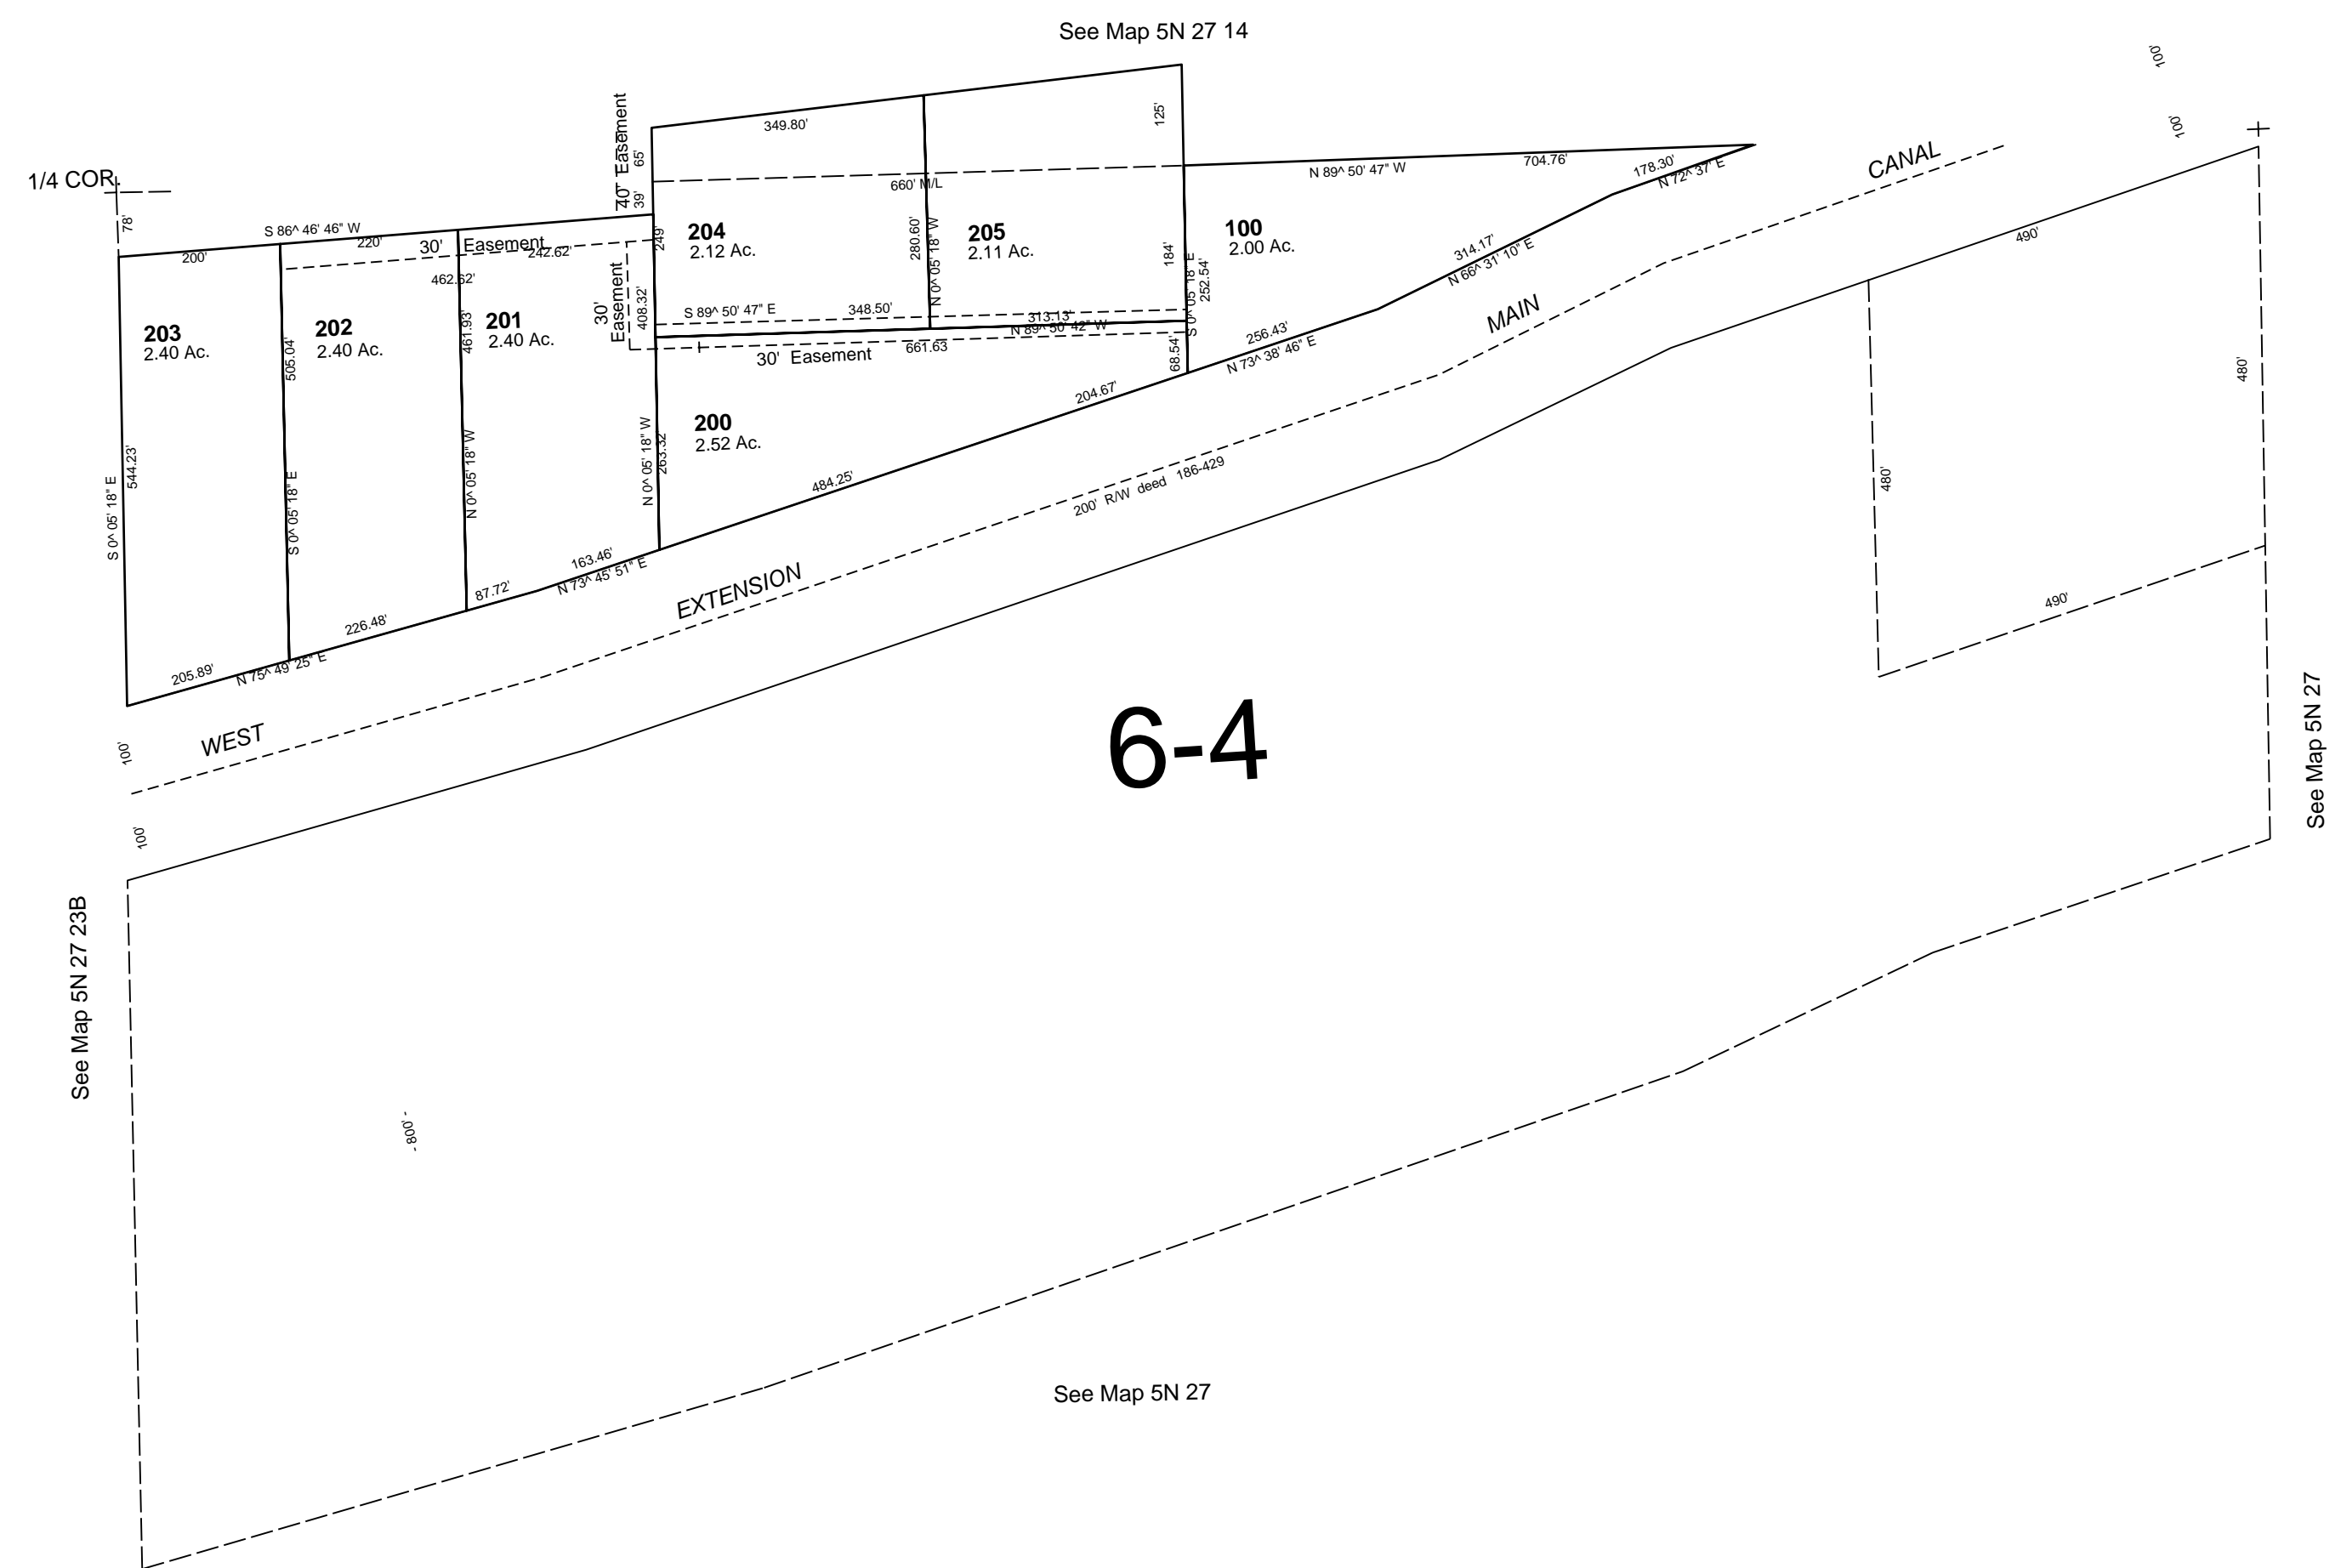 See Map 5N 27 14
100'
100'
1/4 COR.
78'
S 86^ 46' 46" W
200'
220'
30' Easement
242.62'
462.62'
40' Easement
65'
39'
349.80'
125'
660' M/L
249'
204
2.12 Ac.
280.60'
N 0^ 05' 18" W
205
2.11 Ac.
184'
S 0^ 05' 18" E
252.54'
100
2.00 Ac.
N 89^ 50' 47" W
704.76'
178.30'
N 72^ 37' E
314.17'
N 66^ 31' 10" E
256.43'
N 73^ 38' 46" E
203
2.40 Ac.
544.23'
S 0^ 05' 18" E
202
2.40 Ac.
505.04'
S 0^ 05' 18" E
201
2.40 Ac.
461.93'
N 0^ 05' 18" W
30'
Easement
408.32'
S 89^ 50' 47" E
348.50'
313.13'
N 89^ 50' 42" W
661.63
30' Easement
68.54'
200
2.52 Ac.
N 0^ 05' 18" W
263.32'
204.67'
484.25'
163.46'
N 73^ 45' 51" E
87.72'
226.48'
205.89'
N 75^ 49' 25" E
WEST
EXTENSION
MAIN
CANAL
200' R/W deed 186-429
100'
100'
490'
480'
480'
490'
6-4
See Map 5N 27
See Map 5N 27 23B
- 800' -
See Map 5N 27